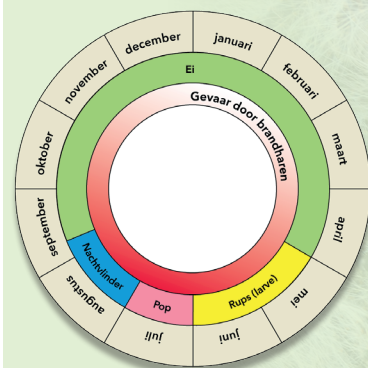 januari
februari
maart
april
mei
juni
juli
augustus
september
oktober
november
december
Ei
Gevaar door brandharen
Rups (larve)
Pop
Nachtvlinder